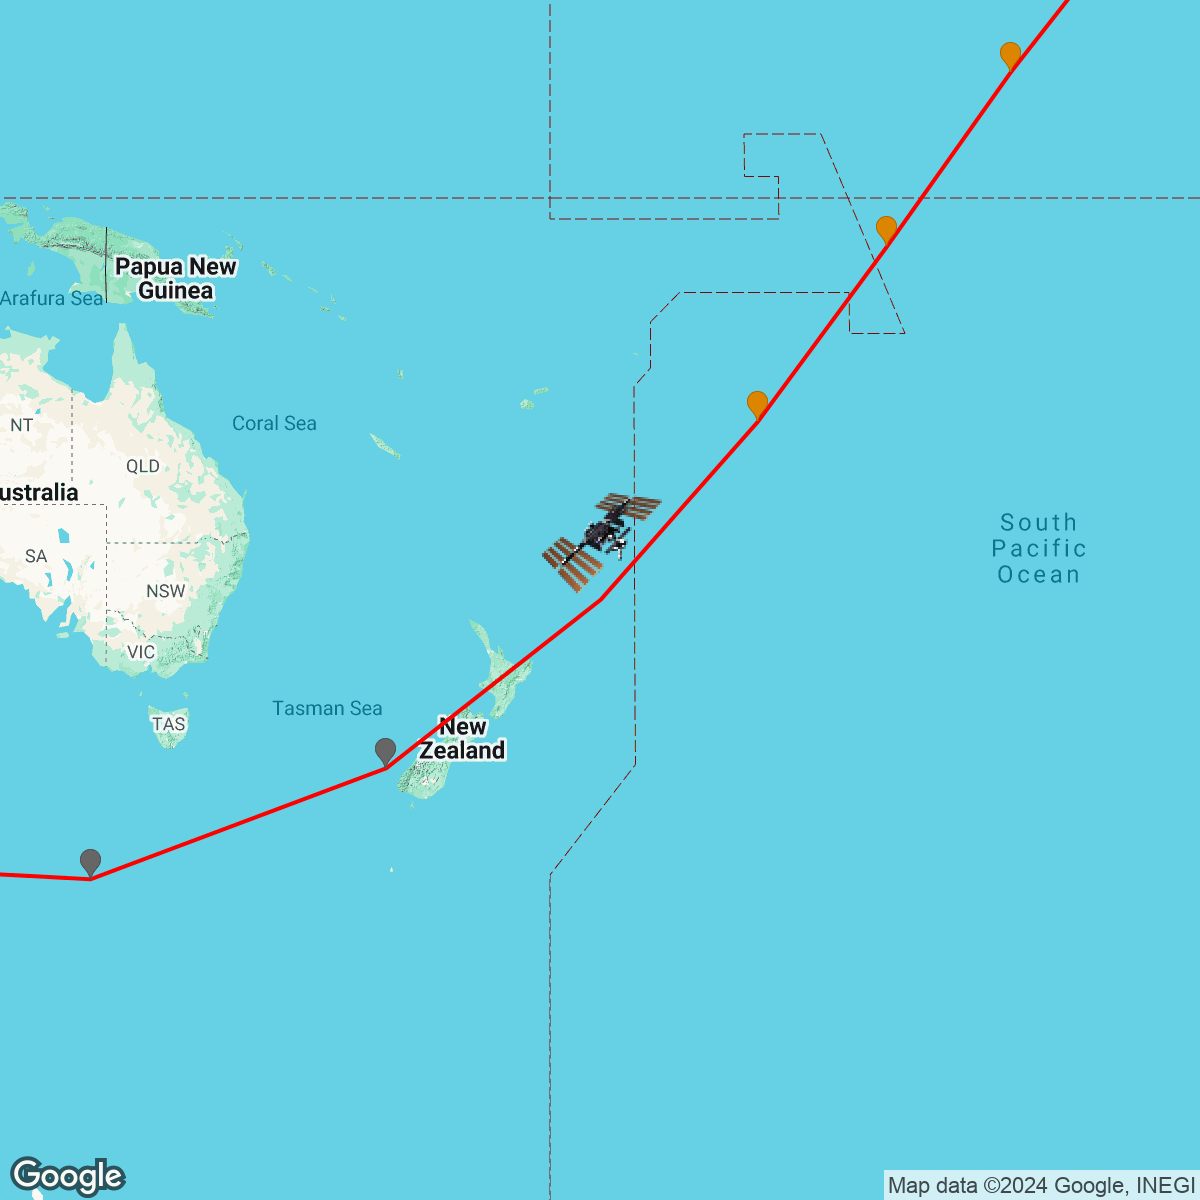 Papua New
Guinea
Arafura Sea
NT
Coral Sea
QLD
ustralia
South
Pacific
Ocean
SA
NSW
VIC
Tasman Sea
TAS
New
Zealand
Google
Map data ©2024 Google, INEGI